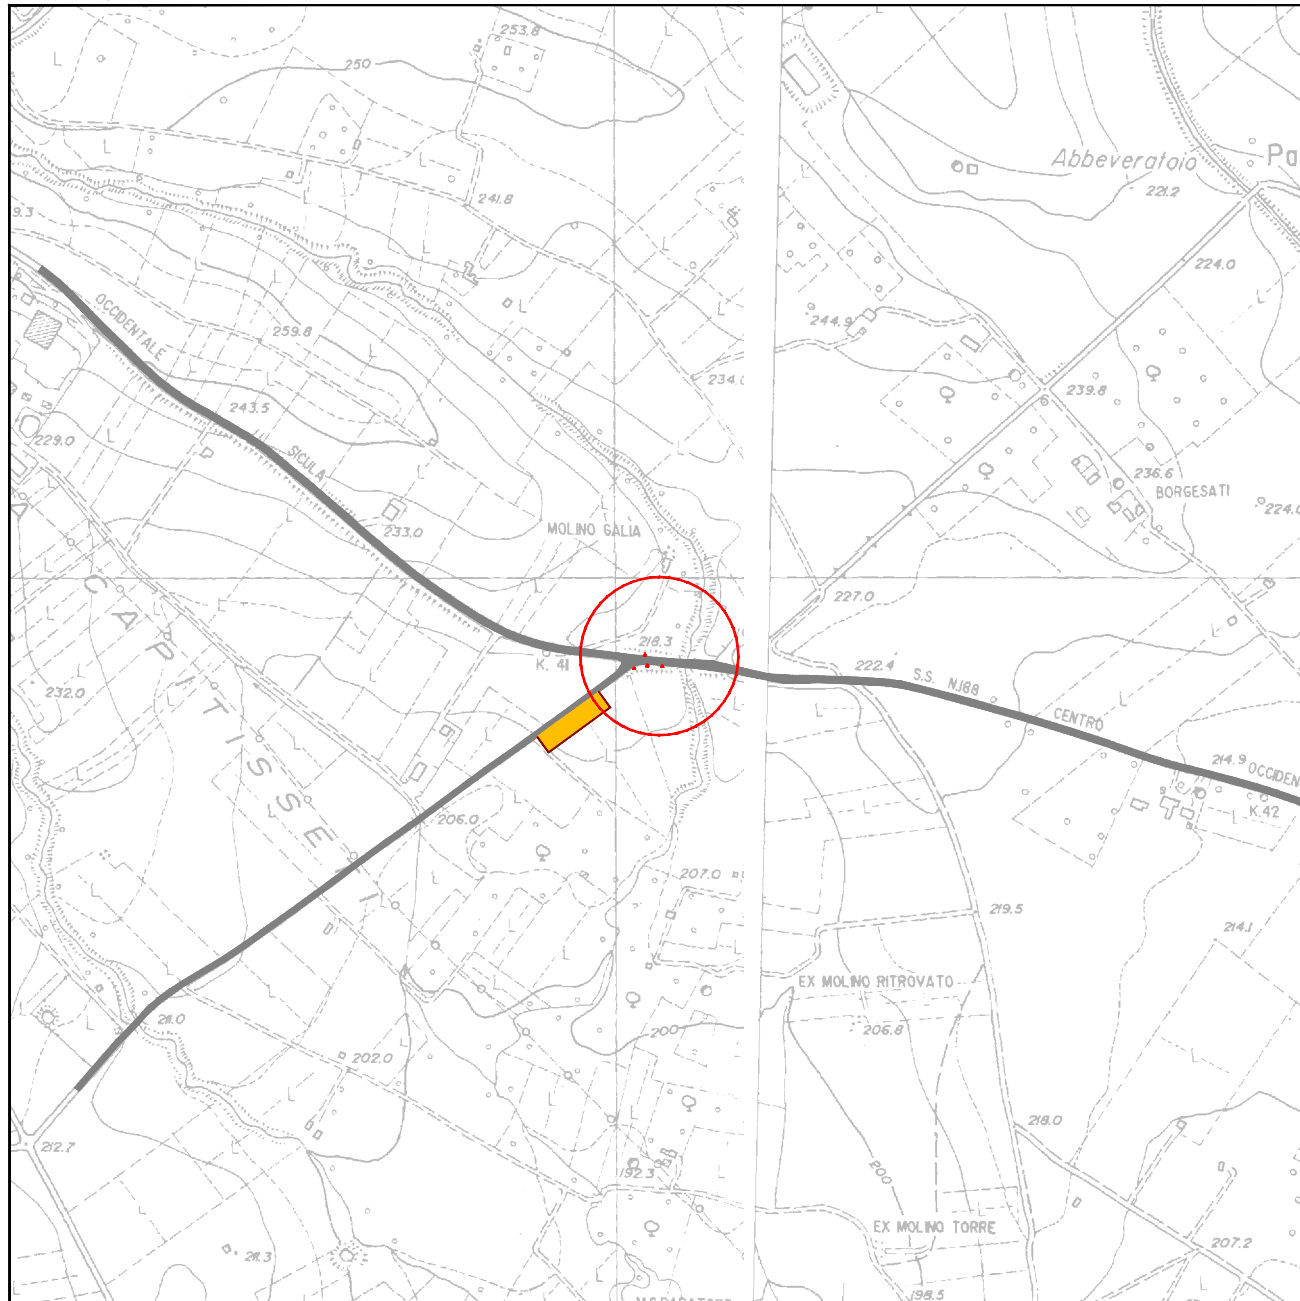 253.8
250
Abbeveratoio
Pa
221.2
241.8
9.3
224.0
OCCIDENTALE
259.8
244.9
234.0
239.8
243.5
229.0
SICULA
236.6
BORGESATI
224.0
233.0
MOLINO GALIA
CAPITISSETI
227.0
218.3
K. 41
222.4
S.S. N.188
232.0
CENTRO
214.9
OCCIDEN
K.42
206.0
207.0
219.5
214.1
EX MOLINO RITROVATO
211.0
200
206.8
202.0
218.0
212.7
192.3
200
EX MOLINO TORRE
211.3
207.2
198.5